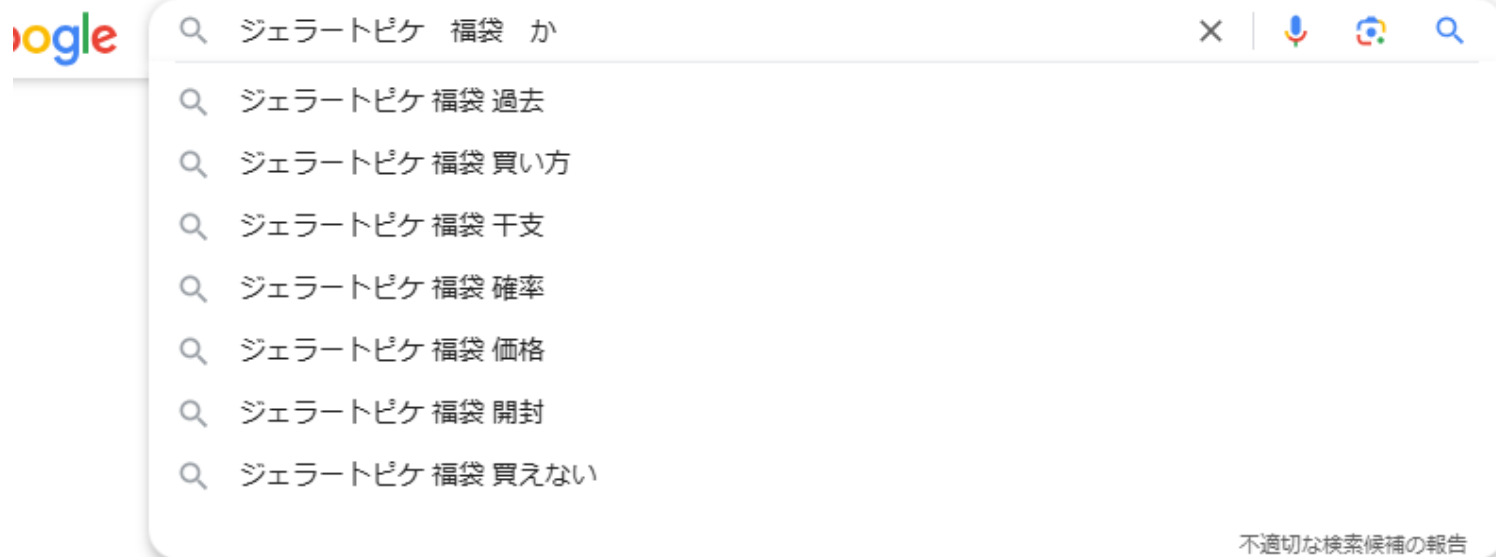 oogle ジェラートピケ　福袋　か
ジェラートピケ 福袋 過去
ジェラートピケ 福袋 買い方
ジェラートピケ 福袋 干支
ジェラートピケ 福袋 確率
ジェラートピケ 福袋 価格
ジェラートピケ 福袋 開封
ジェラートピケ 福袋 買えない
不適切な検索候補の報告